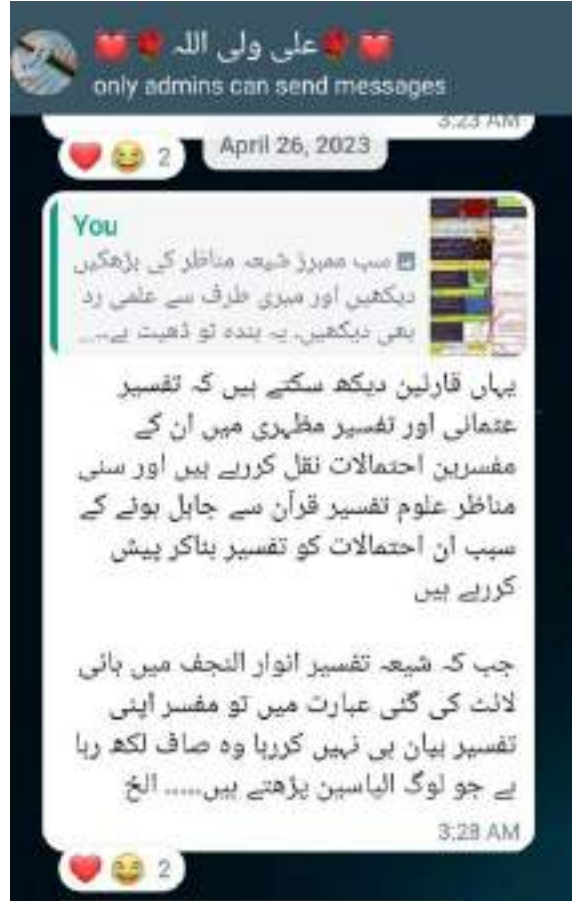 علی ولی اللہ
only admins can send messages
3:23 AM
2
April 26, 2023
You
سب ممبرز شیعہ مناظر کی بڑھکیں
دیکھیں اور میری طرف سے علمی رد
بھی دیکھیں۔ یہ بندہ تو ڈھیٹ ہے...
یہاں قارئین دیکھ سکتے ہیں کہ تفسیر
عثمانی اور تفسیر مظہری میں ان کے
مفسرین احتمالات نقل کررہے ہیں اور سنی
مناظر علوم تفسیر قرآن سے جاہل ہونے کے
سبب ان احتمالات کو تفسیر بناکر پیش
کررہے ہیں
جب کہ شیعہ تفسیر انوار النجف میں ہائی
لائٹ کی گئی عبارت میں تو مفسر اپنی
تفسیر بیان ہی نہیں کررہا وہ صاف لکھ رہا
ہے جو لوگ الیاسین پڑھتے ہیں..... الخ
3:23 AM
2